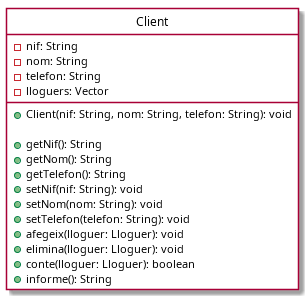 Client
nif: String
nom: String
telefon: String
lloguers: Vector
Client(nif: String, nom: String, telefon: String): void
getNif(): String
getNom(): String
getTelefon(): String
setNif(nif: String): void
setNom(nom: String): void
setTelefon(telefon: String): void
afegeix(lloguer: Lloguer): void
elimina(lloguer: Lloguer): void
conte(lloguer: Lloguer): boolean
informe(): String